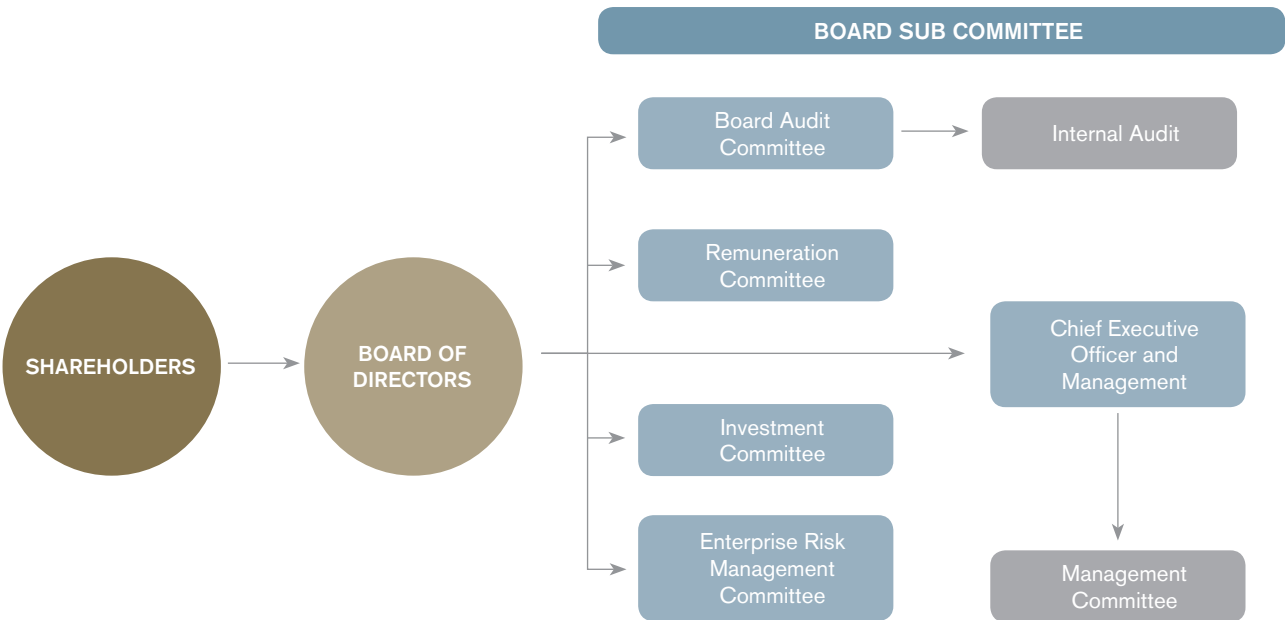 BOARD SUB COMMITTEE
Board Audit
Committee
Internal Audit
Remuneration
Committee
SHAREHOLDERS
BOARD OF
DIRECTORS
Chief Executive
Officer and
Management
Investment
Committee
Enterprise Risk
Management
Committee
Management
Committee